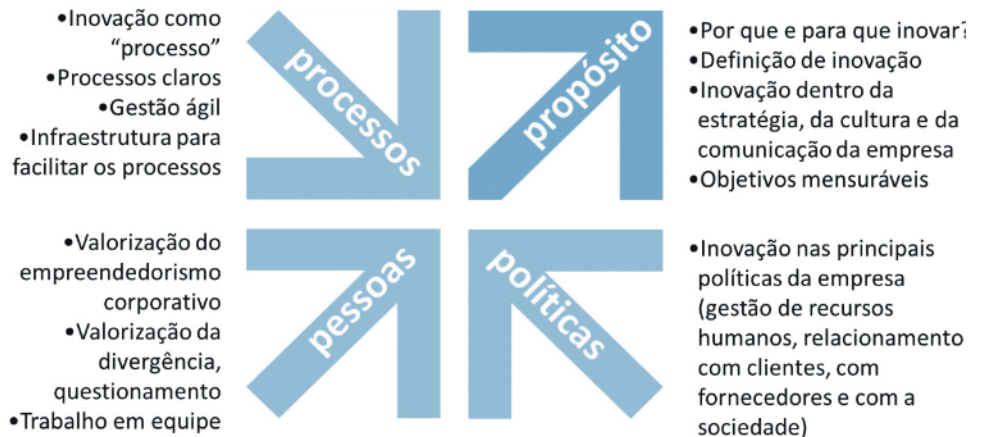 •Inovação como
“processo”
•Processos claros
•Gestão ágil
•Infraestrutura para
facilitar os processos
processos
propósito
•Por que e para que inovar?
•Definição de inovação
•Inovação dentro da
estratégia, da cultura e da
comunicação da empresa
•Objetivos mensuráveis
•Valorização do
empreendedorismo
corporativo
•Valorização da
divergência,
questionamento
•Trabalho em equipe
pessoas
políticas
•Inovação nas principais
políticas da empresa
(gestão de recursos
humanos, relacionamento
com clientes, com
fornecedores e com a
sociedade)